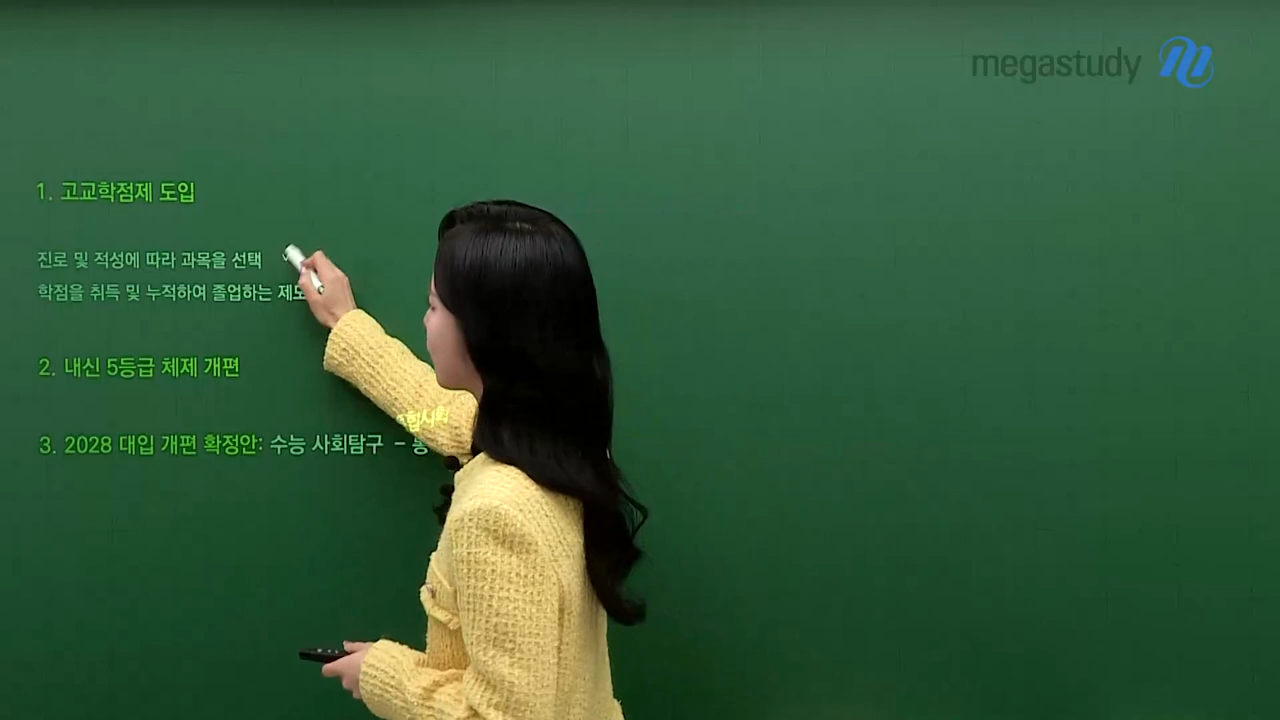 megastudy
1. 고교학점제 도입
진로 및 적성에 따라 과목을 선택
학점을 취득 및 누적하여 졸업하는 제도
2. 내신 5등급 체제 개편
3. 2028 대입 개편 확정안: 수능 사회탐구 -